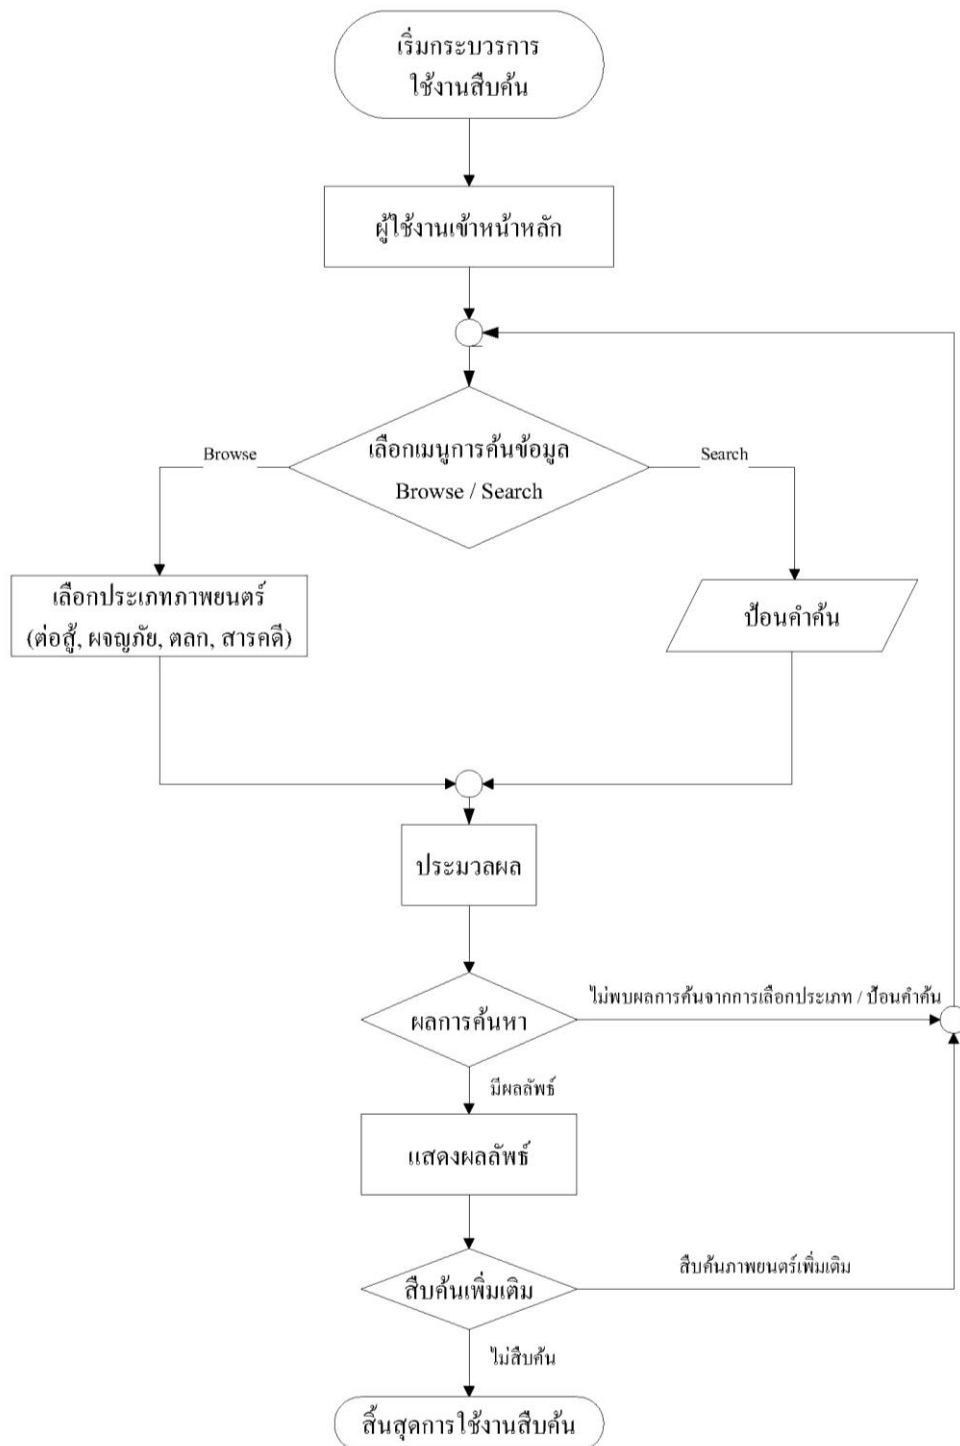 เริ่มกระบวรการ
ใช้งานสืบค้น
ผู้ใช้งานเข้าหน้าหลัก
เลือกเมนูการค้นข้อมูล
Browse / Search
Browse
Search
เลือกประเภทภาพยนตร์
(ต่อสู้, ผจญภัย, ตลก, สารคดี)
ป้อนคำค้น
ประมวลผล
ผลการค้นหา
ไม่พบผลการค้นจากการเลือกประเภท / ป้อนคำค้น
มีผลลัพธ์
แสดงผลลัพธ์
สืบค้นเพิ่มเติม
สืบค้นภาพยนตร์เพิ่มเติม
ไม่สืบค้น
สิ้นสุดการใช้งานสืบค้น